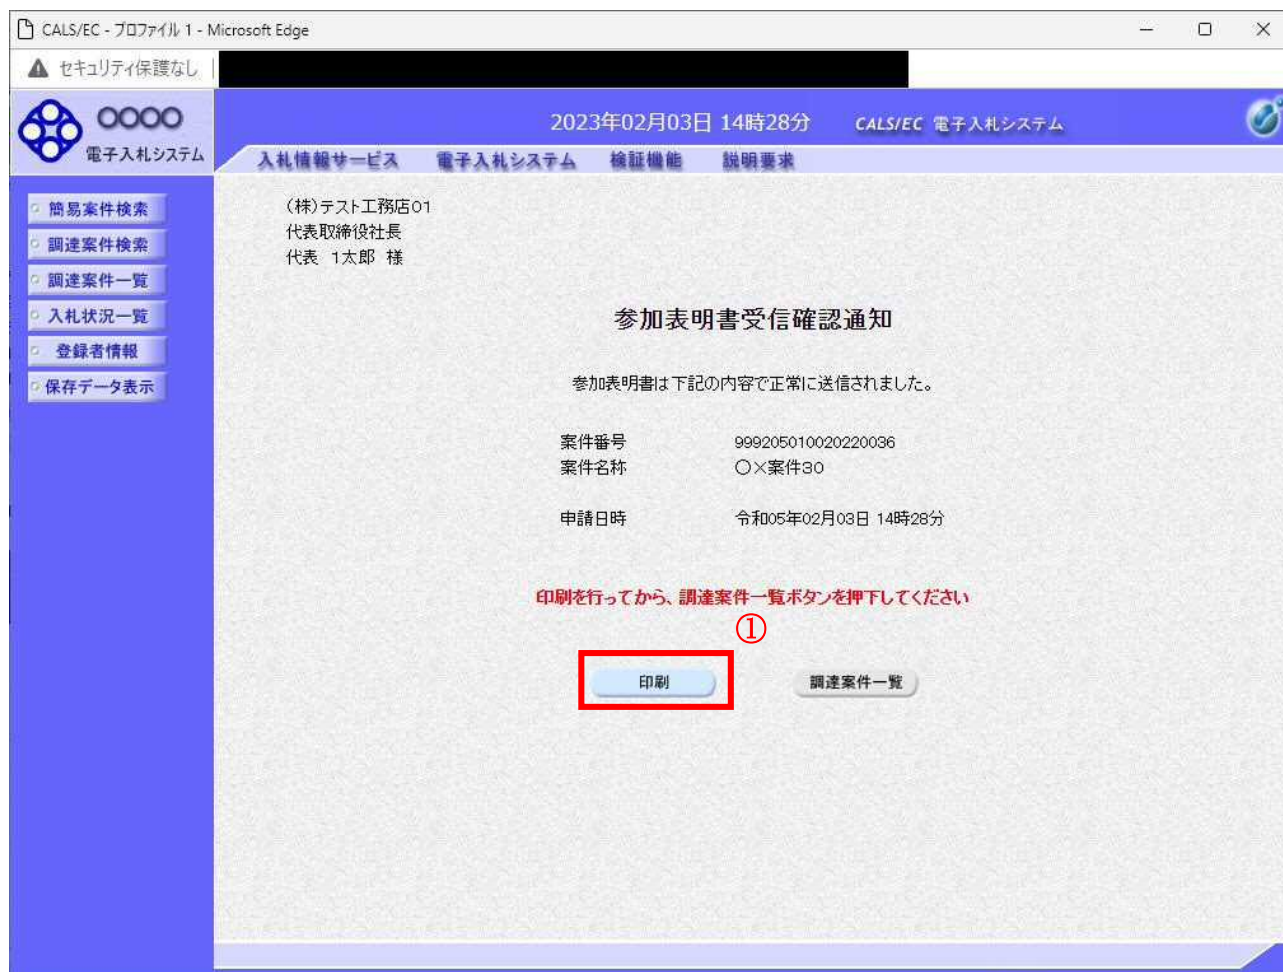 CALS/EC - プロファイル 1 - Microsoft Edge
セキュリティ保護なし
OOOO
電子入札システム
2023年02月03日 14時28分 CALS/EC 電子入札システム
入札情報サービス 電子入札システム 検証機能 説明要求
簡易案件検索
調達案件検索
調達案件一覧
入札状況一覧
登録者情報
保存データ表示
(株)テスト工務店01
代表取締役社長
代表 1太郎 様
参加表明書受信確認通知
参加表明書は下記の内容で正常に送信されました。
案件番号 999205010020220036
案件名称 〇×案件30
申請日時 令和05年02月03日 14時28分
印刷を行ってから、調達案件一覧ボタンを押下してください
①
印刷 調達案件一覧